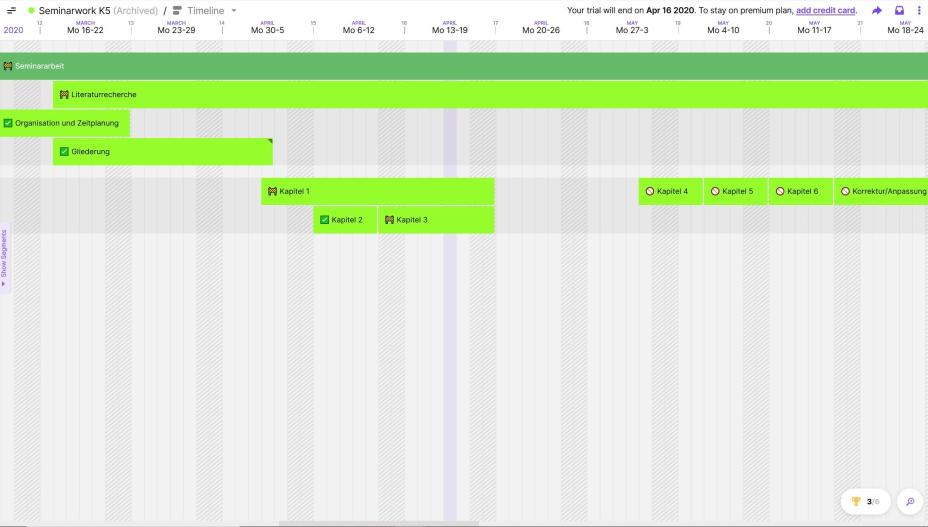 Seminarwork K5 (Archived) / Timeline
Your trial will end on Apr 16 2020. To stay on premium plan, add credit card.
2020
12 MARCH 13 MARCH 14 APRIL 15 APRIL 16 APRIL 17 APRIL 18 MAY 19 MAY 20 MAY 21 MAY
Mo 16-22 Mo 23-29 Mo 30-5 Mo 6-12 Mo 13-19 Mo 20-26 Mo 27-3 Mo 4-10 Mo 11-17 Mo 18-24
Seminararbeit
Literaturrecherche
Organisation und Zeitplanung
Gliederung
Kapitel 1 Kapitel 4 Kapitel 5 Kapitel 6 Korrektur/Anpassung
Kapitel 2 Kapitel 3
Show Segments
3/6